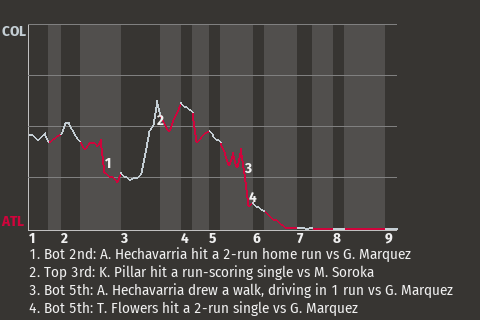 COL
2
1
3
4
ATL
1 2 3 4 5 6 7 8 9
1. Bot 2nd: A. Hechavarria hit a 2-run home run vs G. Marquez
2. Top 3rd: K. Pillar hit a run-scoring single vs M. Soroka
3. Bot 5th: A. Hechavarria drew a walk, driving in 1 run vs G. Marquez
4. Bot 5th: T. Flowers hit a 2-run single vs G. Marquez